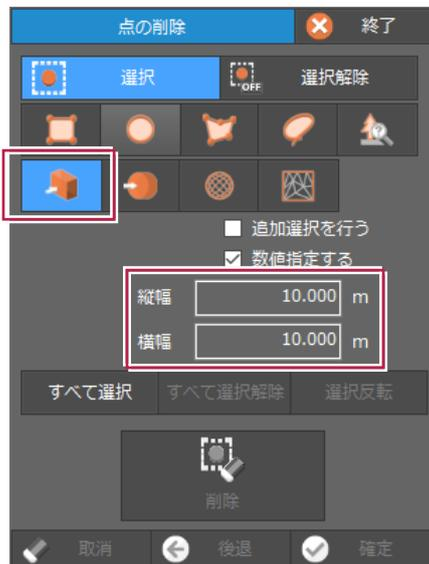 点の削除 終了
選択 OFF 選択解除
追加選択を行う
数値指定する
縦幅 10.000 m
横幅 10.000 m
すべて選択 すべて選択解除 選択反転
削除
取消 後退 確定